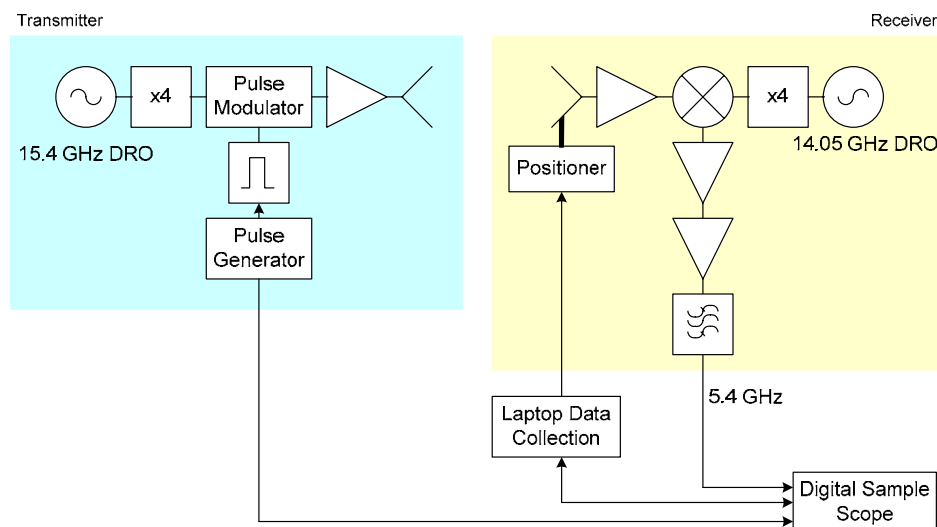 Transmitter
Receiver
x4
Pulse
Modulator
15.4 GHz DRO
Pulse
Generator
x4
14.05 GHz DRO
Positioner
5.4 GHz
Laptop Data
Collection
Digital Sample
Scope